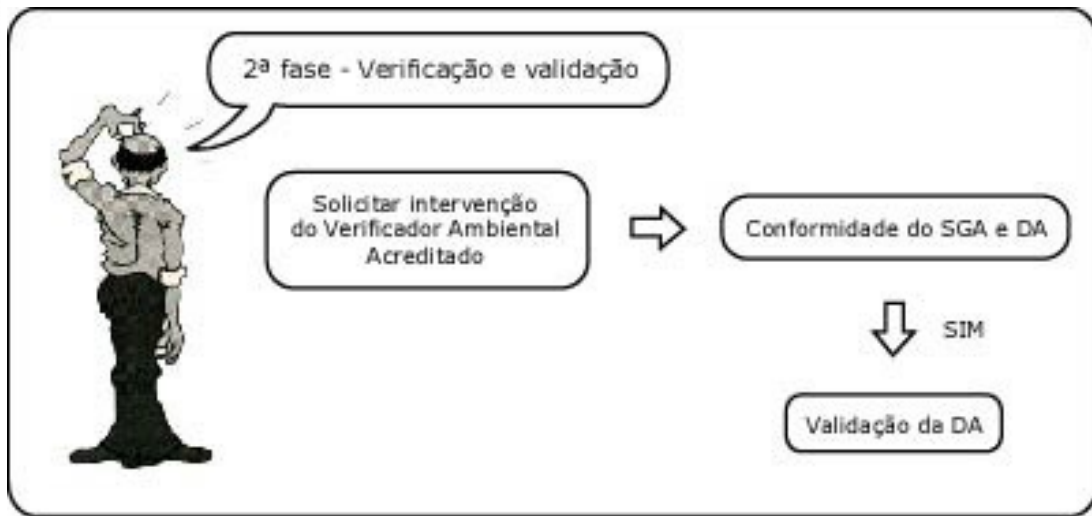 2ª fase - Verificação e validação
Solicitar intervenção
do Verificador Ambiental
Acreditado
Conformidade do SGA e DA
SIM
Validação da DA